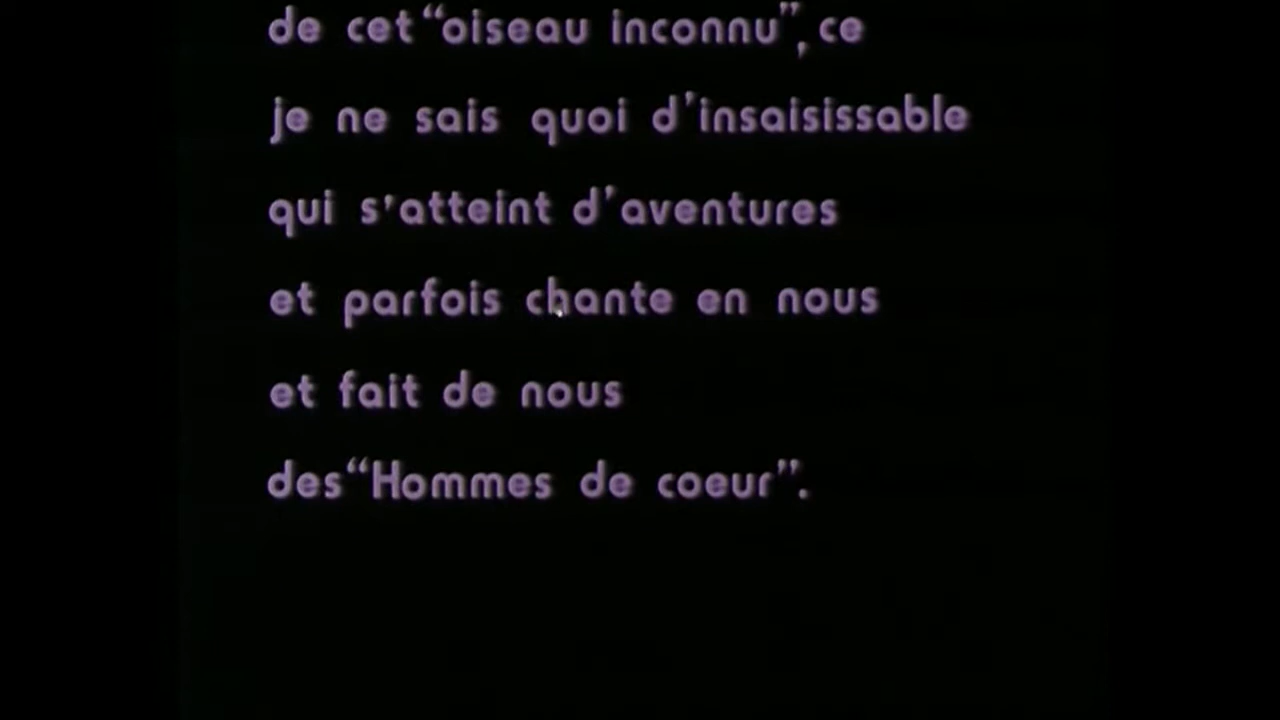 de cet “oiseau inconnu”, ce
je ne sais quoi d'insaisissable
qui s'atteint d'aventures
et parfois chante en nous
et fait de nous
des “Hommes de coeur”.